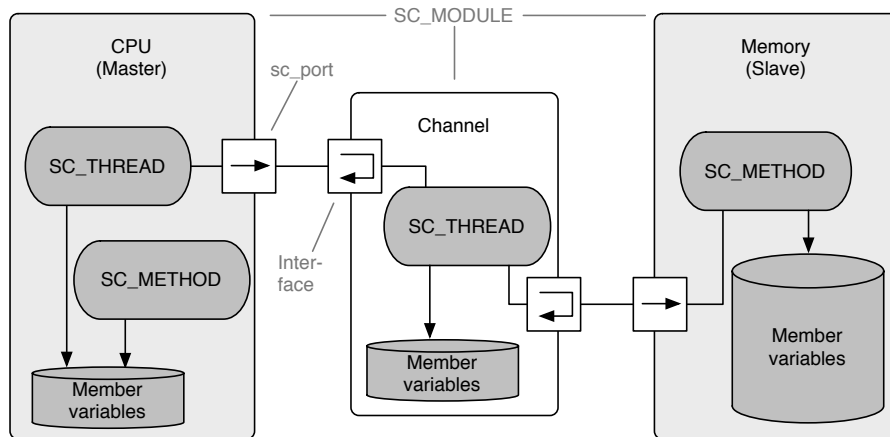 SC_MODULE
CPU
(Master)
sc_port
Memory
(Slave)
Channel
SC_THREAD
SC_METHOD
SC_THREAD
Inter-
face
SC_METHOD
Member
variables
Member
variables
Member
variables